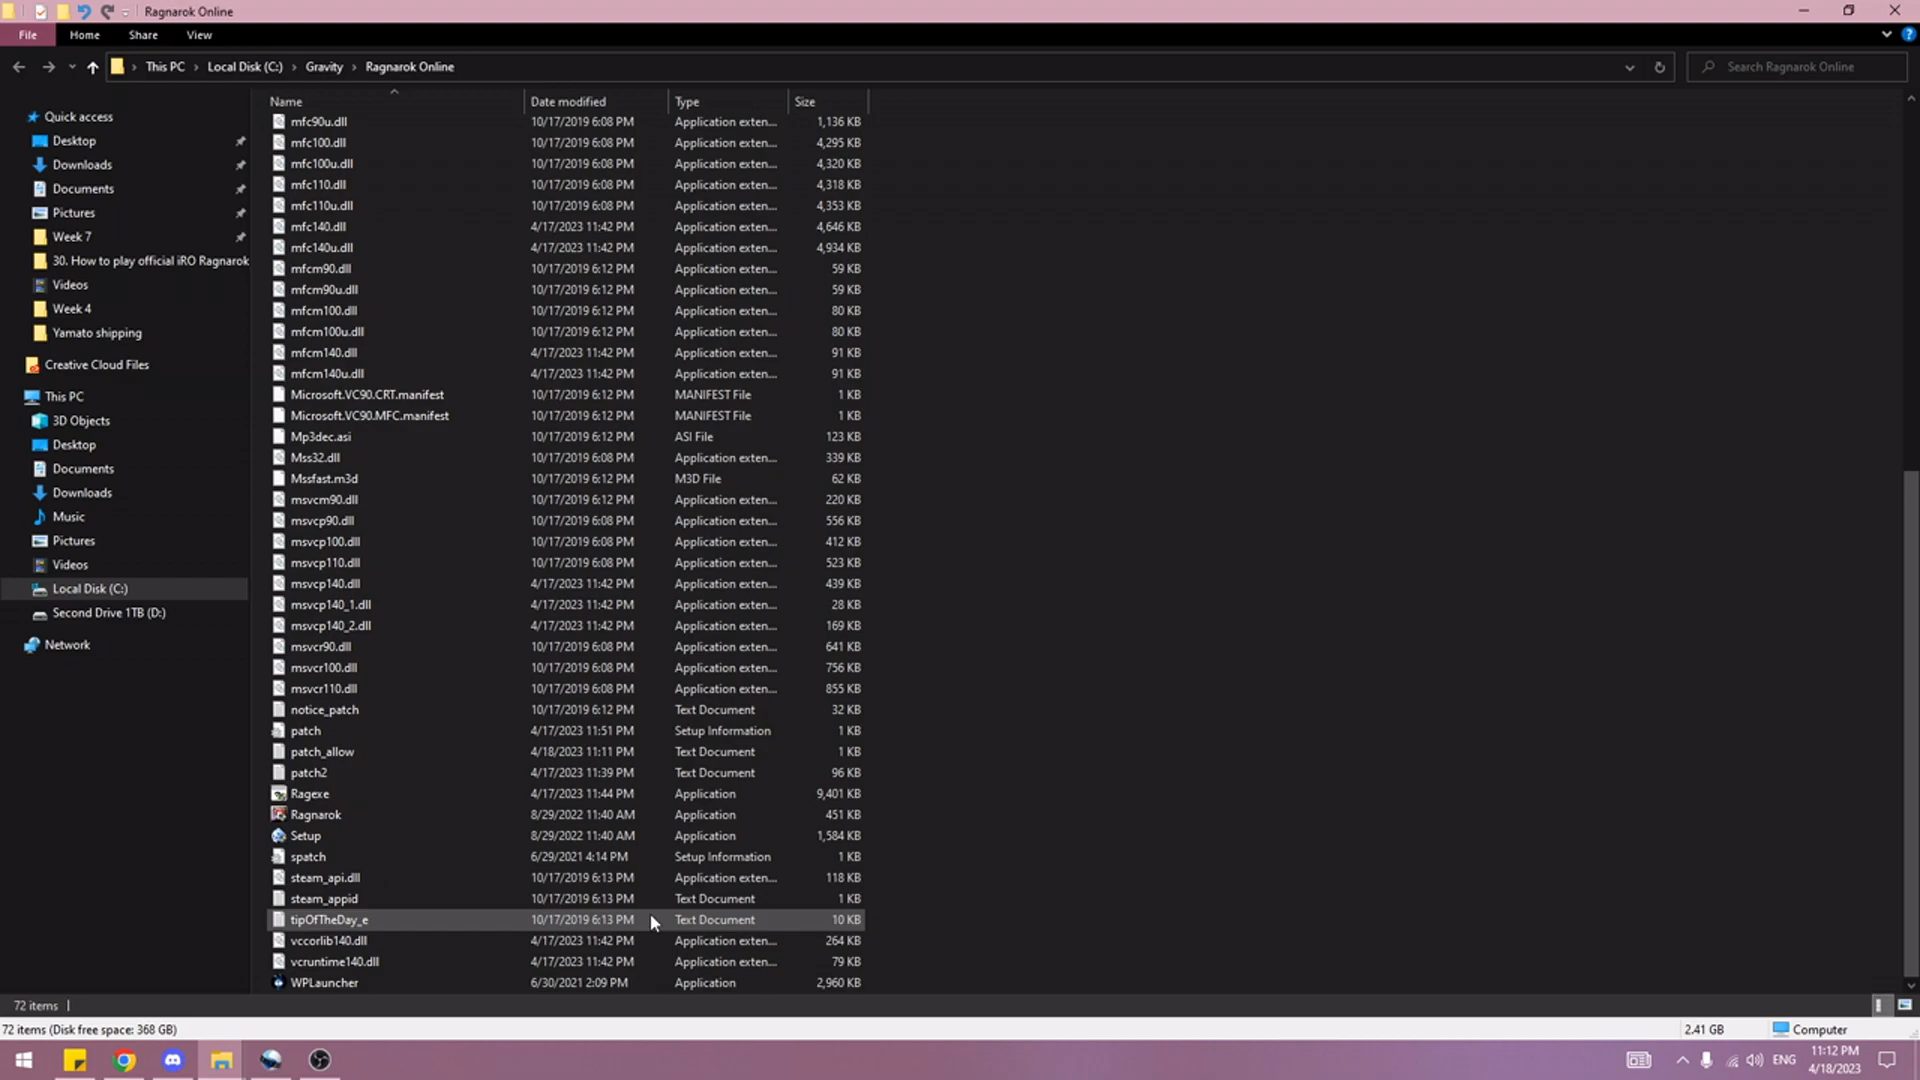 Ragnarok Online
File Home Share View
This PC Local Disk (C:) Gravity Ragnarok Online
Search Ragnarok Online
Quick access
Desktop
Downloads
Documents
Pictures
Week 7
30. How to play official iRO Ragnarok
Videos
Week 4
Yamato shipping
Creative Cloud Files
This PC
3D Objects
Desktop
Documents
Downloads
Music
Pictures
Videos
Local Disk (C:)
Second Drive 1TB (D:)
Network
Name Date modified Type Size
mfc90u.dll 10/17/2019 6:08 PM Application exten... 1,136 KB
mfc100.dll 10/17/2019 6:08 PM Application exten... 4,295 KB
mfc100u.dll 10/17/2019 6:08 PM Application exten... 4,320 KB
mfc110.dll 10/17/2019 6:08 PM Application exten... 4,318 KB
mfc110u.dll 10/17/2019 6:08 PM Application exten... 4,353 KB
mfc140.dll 4/17/2023 11:42 PM Application exten... 4,646 KB
mfc140u.dll 4/17/2023 11:42 PM Application exten... 4,934 KB
mfcm90.dll 10/17/2019 6:12 PM Application exten... 59 KB
mfcm90u.dll 10/17/2019 6:12 PM Application exten... 59 KB
mfcm100.dll 10/17/2019 6:12 PM Application exten... 80 KB
mfcm100u.dll 10/17/2019 6:12 PM Application exten... 80 KB
mfcm140.dll 4/17/2023 11:42 PM Application exten... 91 KB
mfcm140u.dll 4/17/2023 11:42 PM Application exten... 91 KB
Microsoft.VC90.CRT.manifest 10/17/2019 6:12 PM MANIFEST File 1 KB
Microsoft.VC90.MFC.manifest 10/17/2019 6:12 PM MANIFEST File 1 KB
Mp3dec.asi 10/17/2019 6:12 PM ASI File 123 KB
Mss32.dll 10/17/2019 6:12 PM Application exten... 339 KB
Mssfast.m3d 10/17/2019 6:12 PM M3D File 62 KB
msvcm90.dll 10/17/2019 6:12 PM Application exten... 220 KB
msvcp90.dll 10/17/2019 6:08 PM Application exten... 556 KB
msvcp100.dll 10/17/2019 6:08 PM Application exten... 412 KB
msvcp110.dll 10/17/2019 6:08 PM Application exten... 523 KB
msvcp140.dll 4/17/2023 11:42 PM Application exten... 439 KB
msvcp140_1.dll 4/17/2023 11:42 PM Application exten... 28 KB
msvcp140_2.dll 4/17/2023 11:42 PM Application exten... 169 KB
msvcr90.dll 10/17/2019 6:08 PM Application exten... 641 KB
msvcr100.dll 10/17/2019 6:08 PM Application exten... 756 KB
msvcr110.dll 10/17/2019 6:08 PM Application exten... 855 KB
notice_patch 10/17/2019 6:12 PM Text Document 32 KB
patch 4/17/2023 11:51 PM Setup Information 1 KB
patch_allow 4/18/2023 11:11 PM Text Document 1 KB
patch2 4/17/2023 11:39 PM Text Document 96 KB
Ragexe 4/17/2023 11:44 PM Application 9,401 KB
Ragnarok 8/29/2022 11:40 AM Application 451 KB
Setup 8/29/2022 11:40 AM Application 1,584 KB
spatch 6/29/2021 4:14 PM Setup Information 1 KB
steam_api.dll 10/17/2019 6:13 PM Application exten... 118 KB
steam_appid 10/17/2019 6:13 PM Text Document 1 KB
tipOfTheDay_e 10/17/2019 6:13 PM Text Document 10 KB
vccorlib140.dll 4/17/2023 11:42 PM Application exten... 264 KB
vcruntime140.dll 4/17/2023 11:42 PM Application exten... 79 KB
WPLauncher 6/30/2021 2:09 PM Application 2,960 KB
72 items
72 items (Disk free space: 368 GB) 2.41 GB Computer
ENG 11:12 PM
4/18/2023